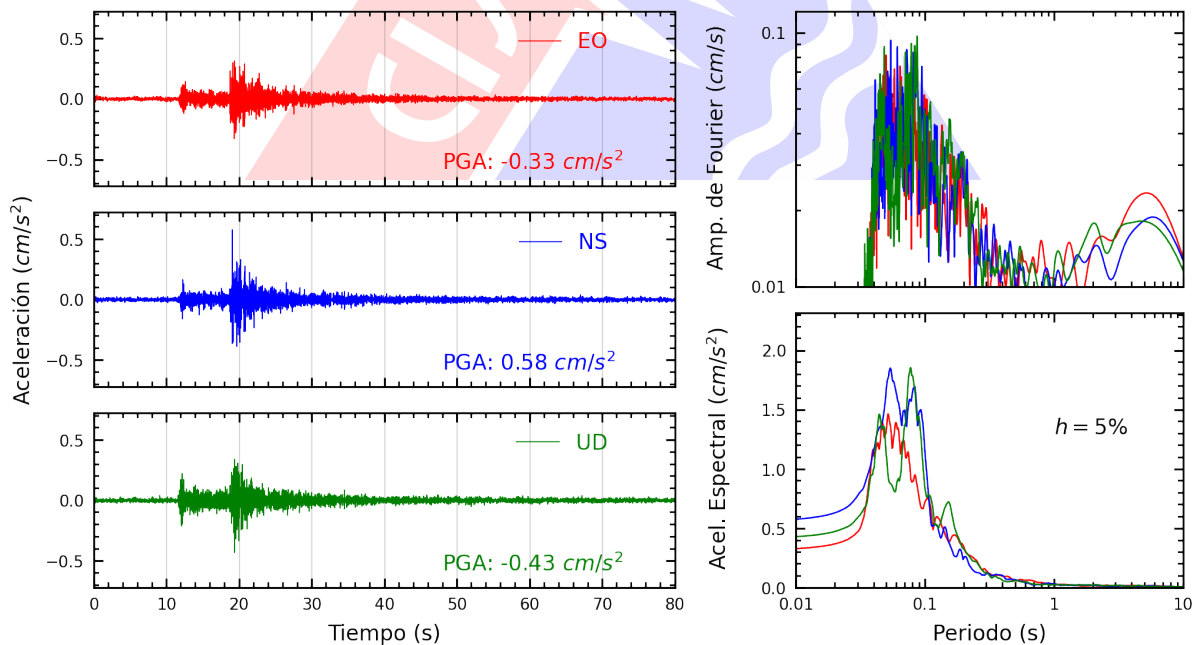 Aceleración (cm/s²)
0.5
0.0
−0.5
EO
PGA: -0.33 cm/s²
0.5
0.0
−0.5
NS
PGA: 0.58 cm/s²
0.5
0.0
−0.5
UD
PGA: -0.43 cm/s²
0 10 20 30 40 50 60 70 80
Tiempo (s)
Amp. de Fourier (cm/s)
0.1
0.01
Acel. Espectral (cm/s²)
2.0
1.5
1.0
0.5
0.0
h = 5%
0.01 0.1 1 10
Periodo (s)